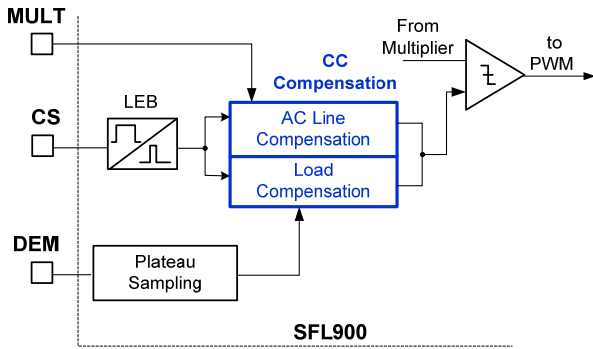 MULT
From
Multiplier
to
PWM
CC
Compensation
LEB
CS
AC Line
Compensation
Load
Compensation
DEM
Plateau
Sampling
SFL900